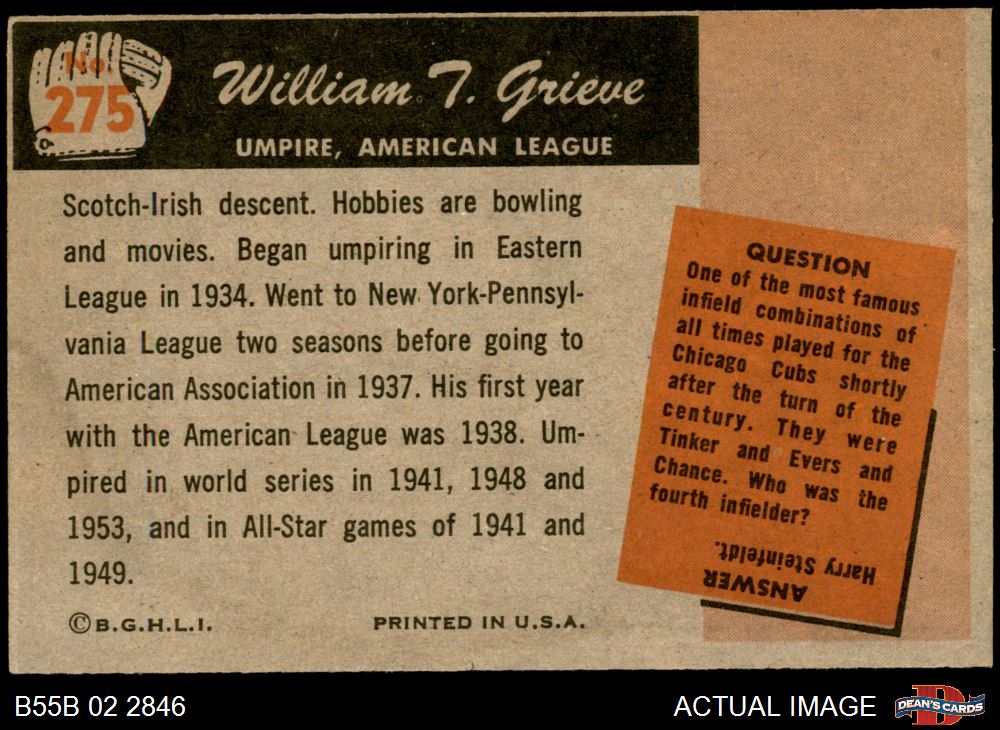 No.
275
William T. Grieve
UMPIRE, AMERICAN LEAGUE
Scotch-Irish descent. Hobbies are bowling
and movies. Began umpiring in Eastern
League in 1934. Went to New York-Pennsyl-
vania League two seasons before going to
American Association in 1937. His first year
with the American League was 1938. Um-
pired in world series in 1941, 1948 and
1953, and in All-Star games of 1941 and
1949.
©B.G.H.L.I.
PRINTED IN U.S.A.
QUESTION
One of the most famous
infield combinations of
all times played for the
Chicago Cubs shortly
after the turn of the
century. They were
Tinker and Evers and
Chance. Who was the
fourth infielder?
ANSWER
Harry Steinfeldt.
B55B 02 2846
ACTUAL IMAGE
DEAN'S CARDS